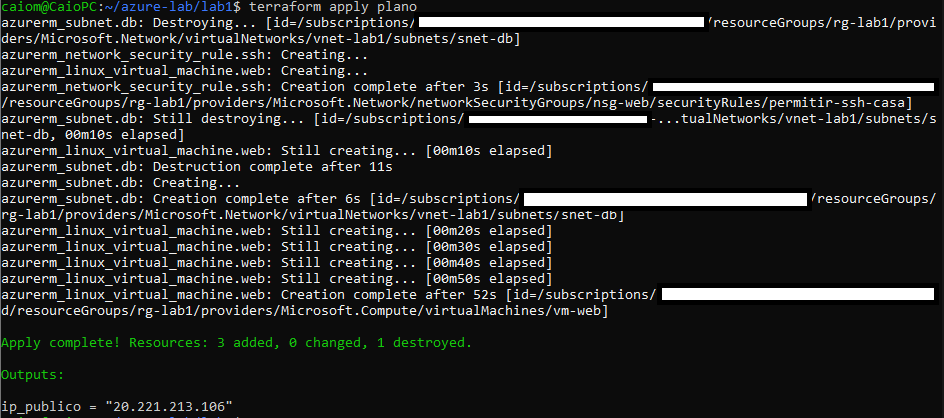 caiom@CaioPC:~/azure-lab/lab1$ terraform apply plano
azurerm_subnet.db: Destroying... [id=/subscriptions/ /resourceGroups/rg-lab1/provi
ders/Microsoft.Network/virtualNetworks/vnet-lab1/subnets/snet-db]
azurerm_network_security_rule.ssh: Creating...
azurerm_linux_virtual_machine.web: Creating...
azurerm_network_security_rule.ssh: Creation complete after 3s [id=/subscriptions/
/resourceGroups/rg-lab1/providers/Microsoft.Network/networkSecurityGroups/nsg-web/securityRules/permitir-ssh-casa]
azurerm_subnet.db: Still destroying... [id=/subscriptions/ -...tualNetworks/vnet-lab1/subnets/s
net-db, 00m10s elapsed]
azurerm_linux_virtual_machine.web: Still creating... [00m10s elapsed]
azurerm_subnet.db: Destruction complete after 11s
azurerm_subnet.db: Creating...
azurerm_subnet.db: Creation complete after 6s [id=/subscriptions/ /resourceGroups/
rg-lab1/providers/Microsoft.Network/virtualNetworks/vnet-lab1/subnets/snet-db]
azurerm_linux_virtual_machine.web: Still creating... [00m20s elapsed]
azurerm_linux_virtual_machine.web: Still creating... [00m30s elapsed]
azurerm_linux_virtual_machine.web: Still creating... [00m40s elapsed]
azurerm_linux_virtual_machine.web: Still creating... [00m50s elapsed]
azurerm_linux_virtual_machine.web: Creation complete after 52s [id=/subscriptions/
d/resourceGroups/rg-lab1/providers/Microsoft.Compute/virtualMachines/vm-web]
Apply complete! Resources: 3 added, 0 changed, 1 destroyed.
Outputs:
ip_publico = "20.221.213.106"